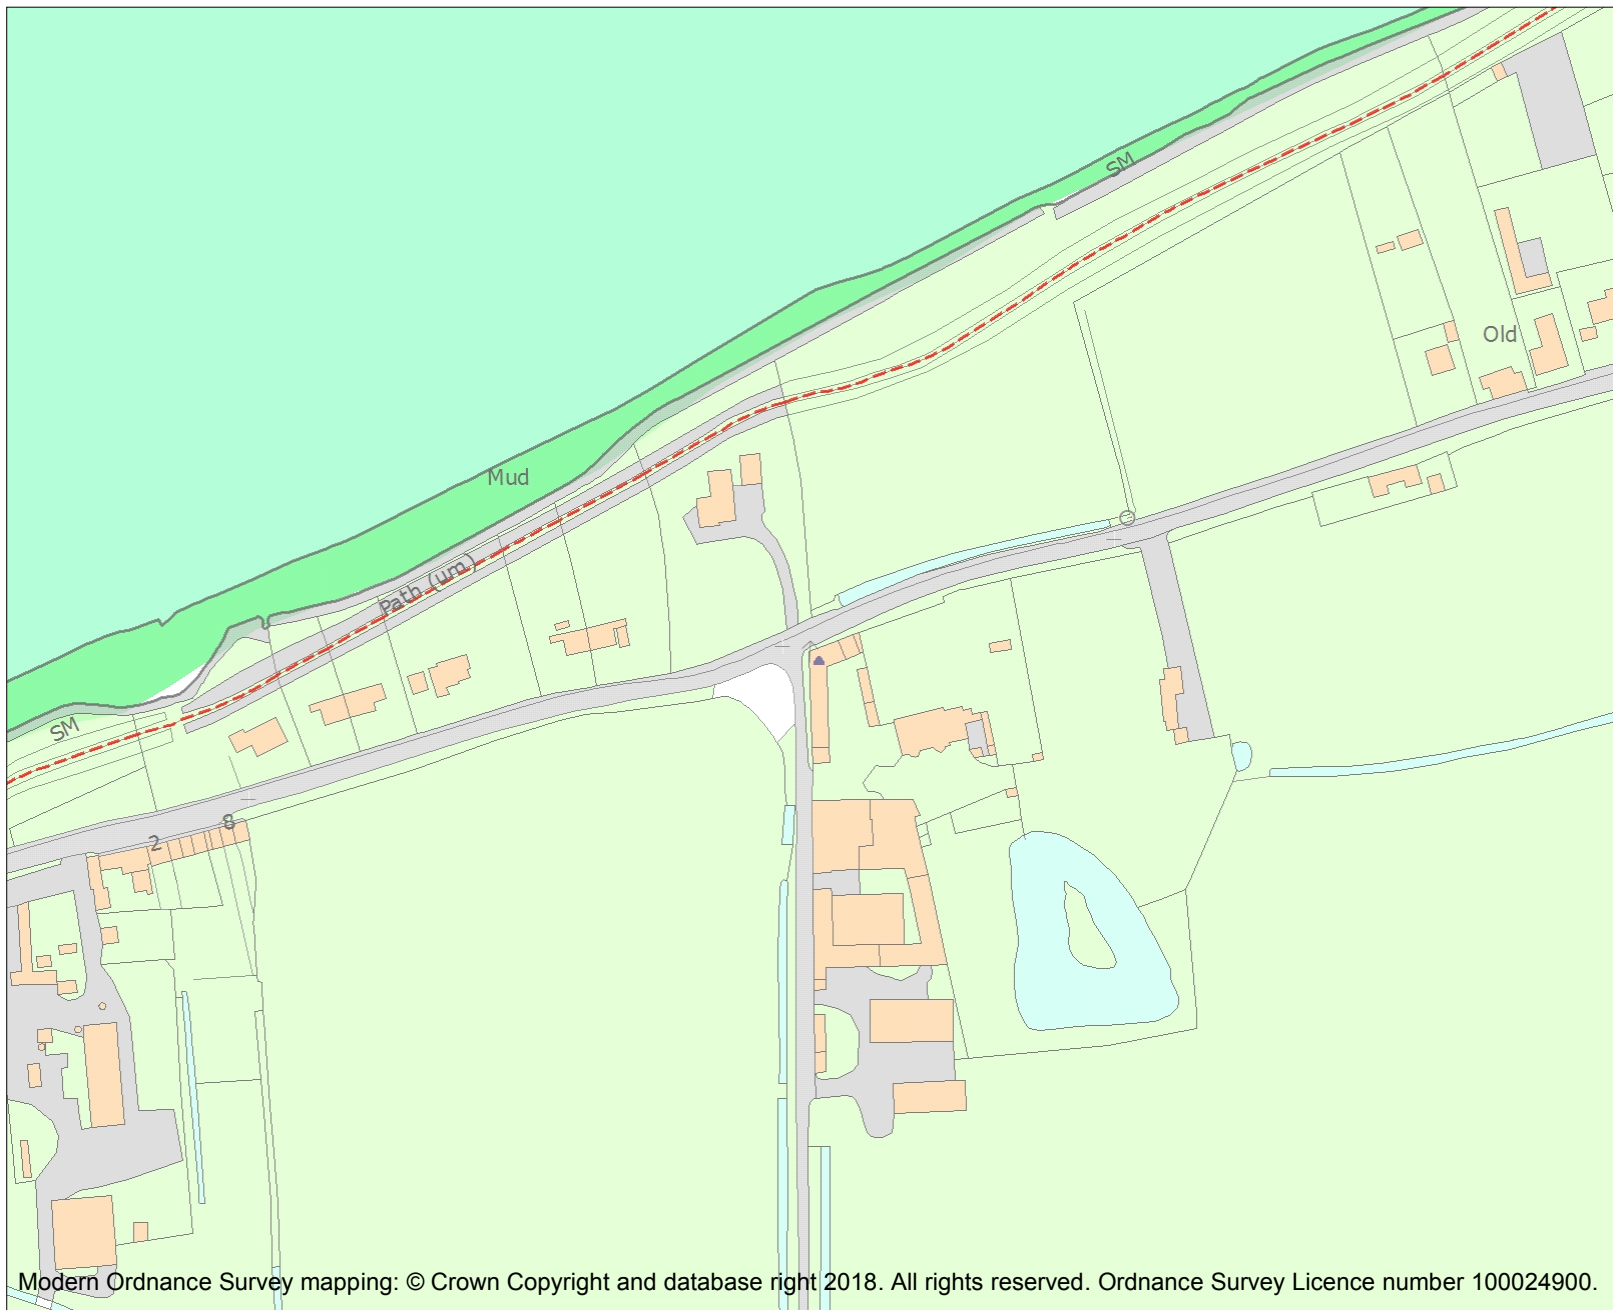 SM
Old
Mud
Path (um)
SM
8
2
Modern Ordnance Survey mapping: © Crown Copyright and database right 2018. All rights reserved. Ordnance Survey Licence number 100024900.